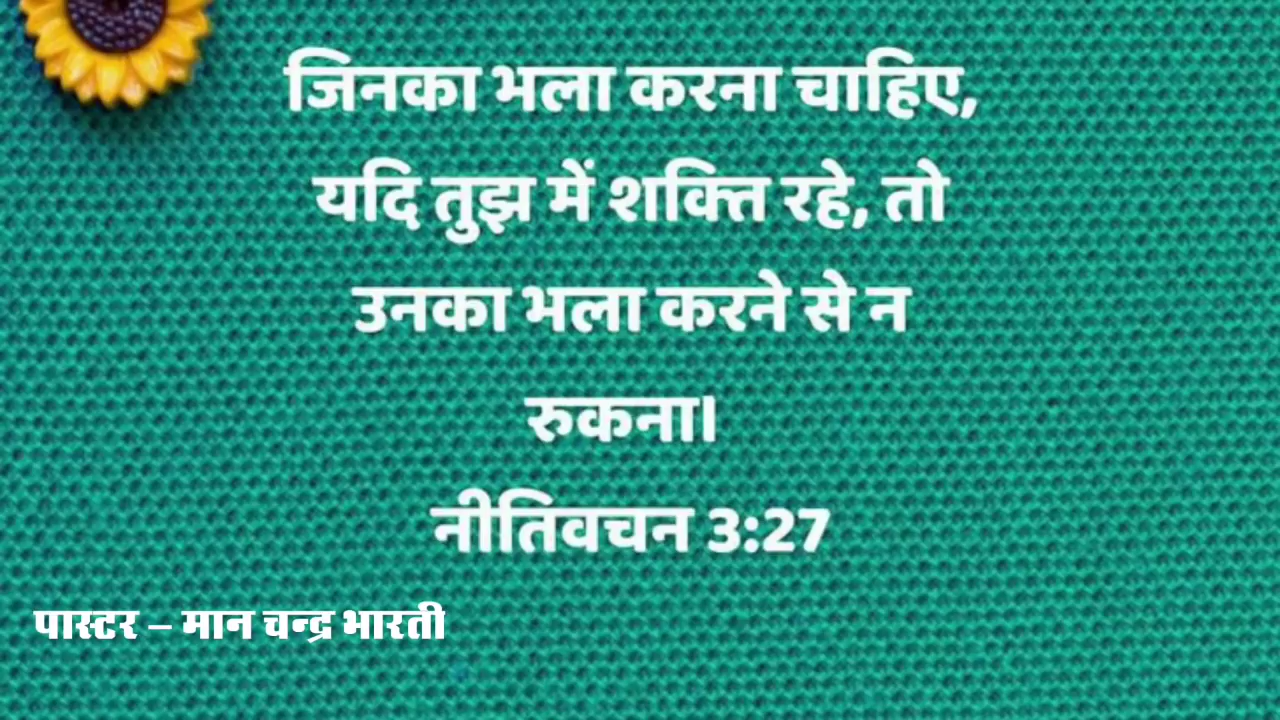 जिनका भला करना चाहिए,
यदि तुझ में शक्ति रहे, तो
उनका भला करने से न
रुकना।
नीतिवचन 3:27
पास्टर – मान चन्द्र भारती